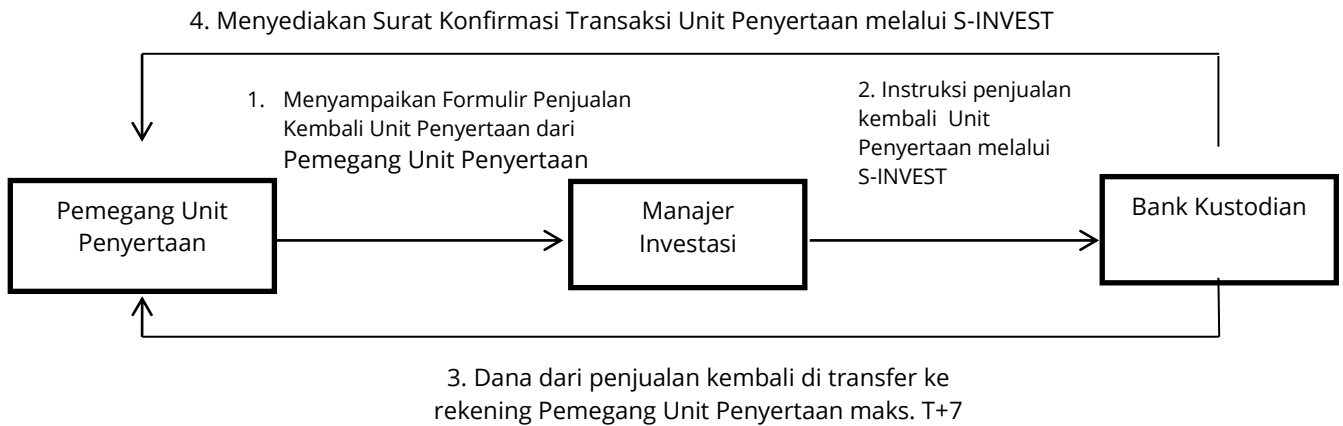 4. Menyediakan Surat Konfirmasi Transaksi Unit Penyertaan melalui S-INVEST
1. Menyampaikan Formulir Penjualan
Kembali Unit Penyertaan dari
Pemegang Unit Penyertaan
2. Instruksi penjualan
kembali Unit
Penyertaan melalui
S-INVEST
Pemegang Unit
Penyertaan
Manajer
Investasi
Bank Kustodian
3. Dana dari penjualan kembali di transfer ke
rekening Pemegang Unit Penyertaan maks. T+7